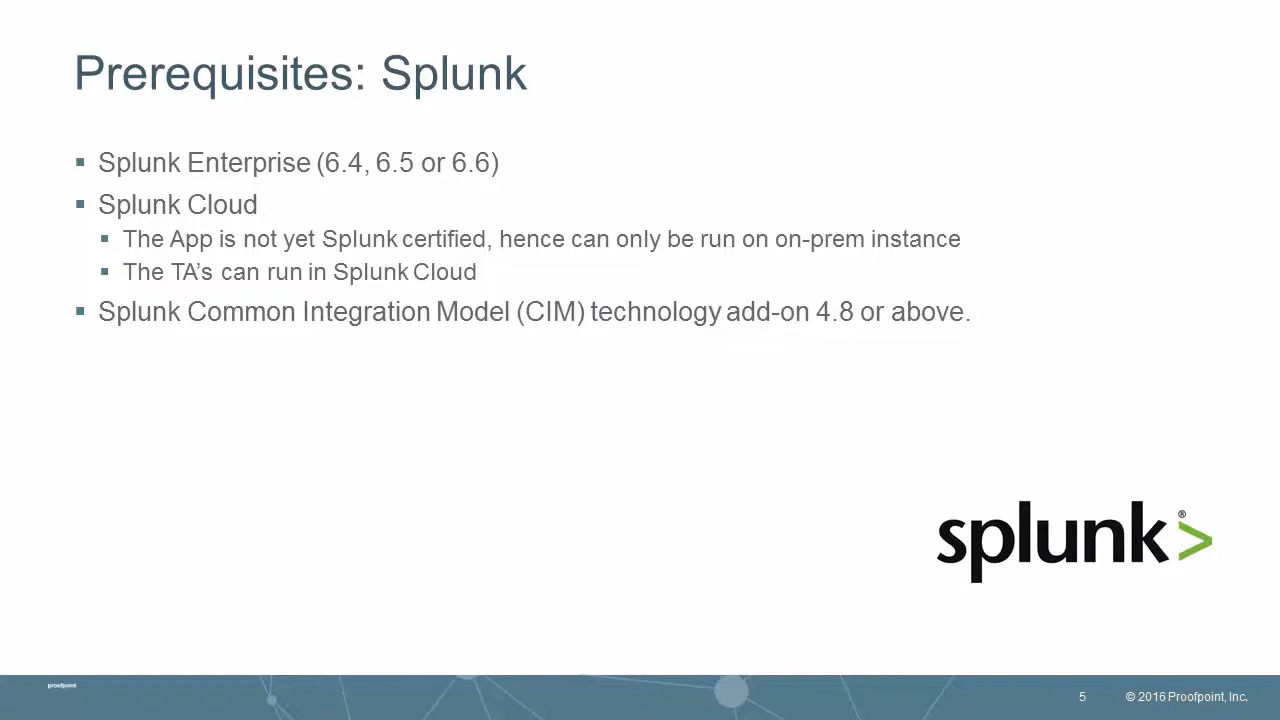 Prerequisites: Splunk
▪ Splunk Enterprise (6.4, 6.5 or 6.6)
▪ Splunk Cloud
▪ The App is not yet Splunk certified, hence can only be run on on-prem instance
▪ The TA's can run in Splunk Cloud
▪ Splunk Common Integration Model (CIM) technology add-on 4.8 or above.
splunk®>
proofpoint
5
© 2016 Proofpoint, Inc.